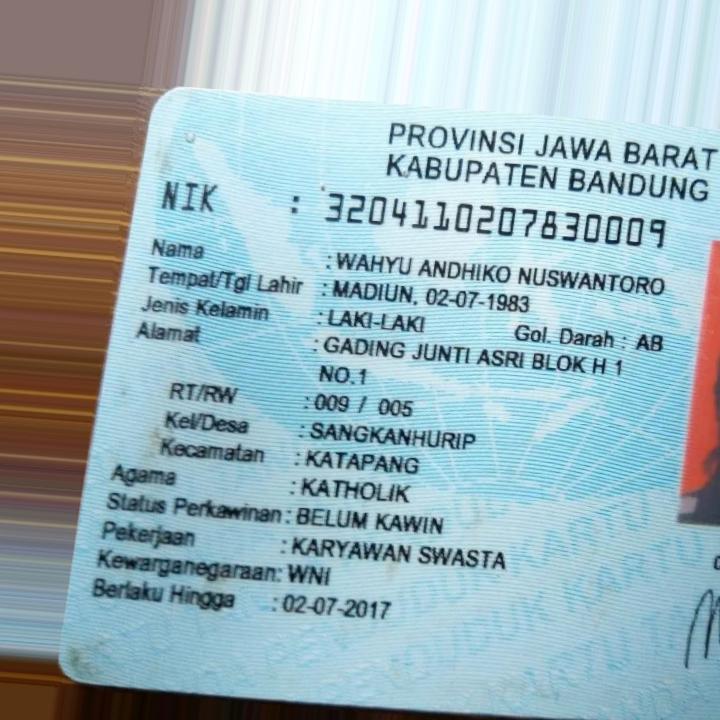 PROVINSI JAWA BARAT
KABUPATEN BANDUNG
NIK : 3204110207830009
Nama : WAHYU ANDHIKO NUSWANTORO
Tempat/Tgl Lahir : MADIUN, 02-07-1983
Jenis Kelamin : LAKI-LAKI Gol. Darah : AB
Alamat : GADING JUNTI ASRI BLOK H 1
NO.1
RT/RW : 009 / 005
Kel/Desa : SANGKANHURIP
Kecamatan : KATAPANG
Agama : KATHOLIK
Status Perkawinan : BELUM KAWIN
Pekerjaan : KARYAWAN SWASTA
Kewarganegaraan: WNI
Berlaku Hingga : 02-07-2017